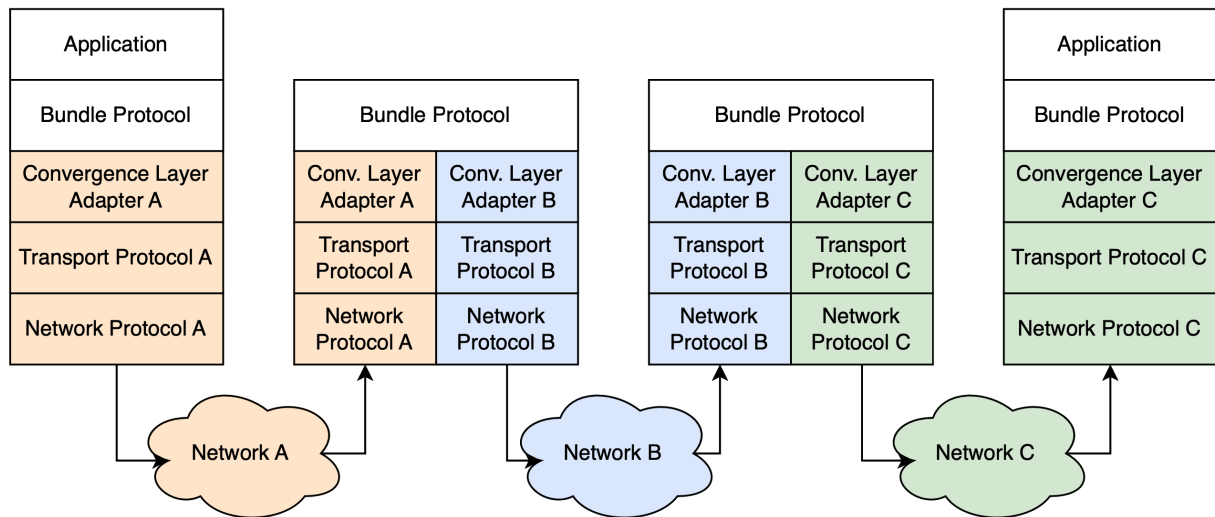 Application
Bundle Protocol
Convergence Layer
Adapter A
Transport Protocol A
Network Protocol A
Bundle Protocol
Conv. Layer
Adapter A
Conv. Layer
Adapter B
Transport
Protocol A
Transport
Protocol B
Network
Protocol A
Network
Protocol B
Bundle Protocol
Conv. Layer
Adapter B
Conv. Layer
Adapter C
Transport
Protocol B
Transport
Protocol C
Network
Protocol B
Network
Protocol C
Application
Bundle Protocol
Convergence Layer
Adapter C
Transport Protocol C
Network Protocol C
Network A
Network B
Network C